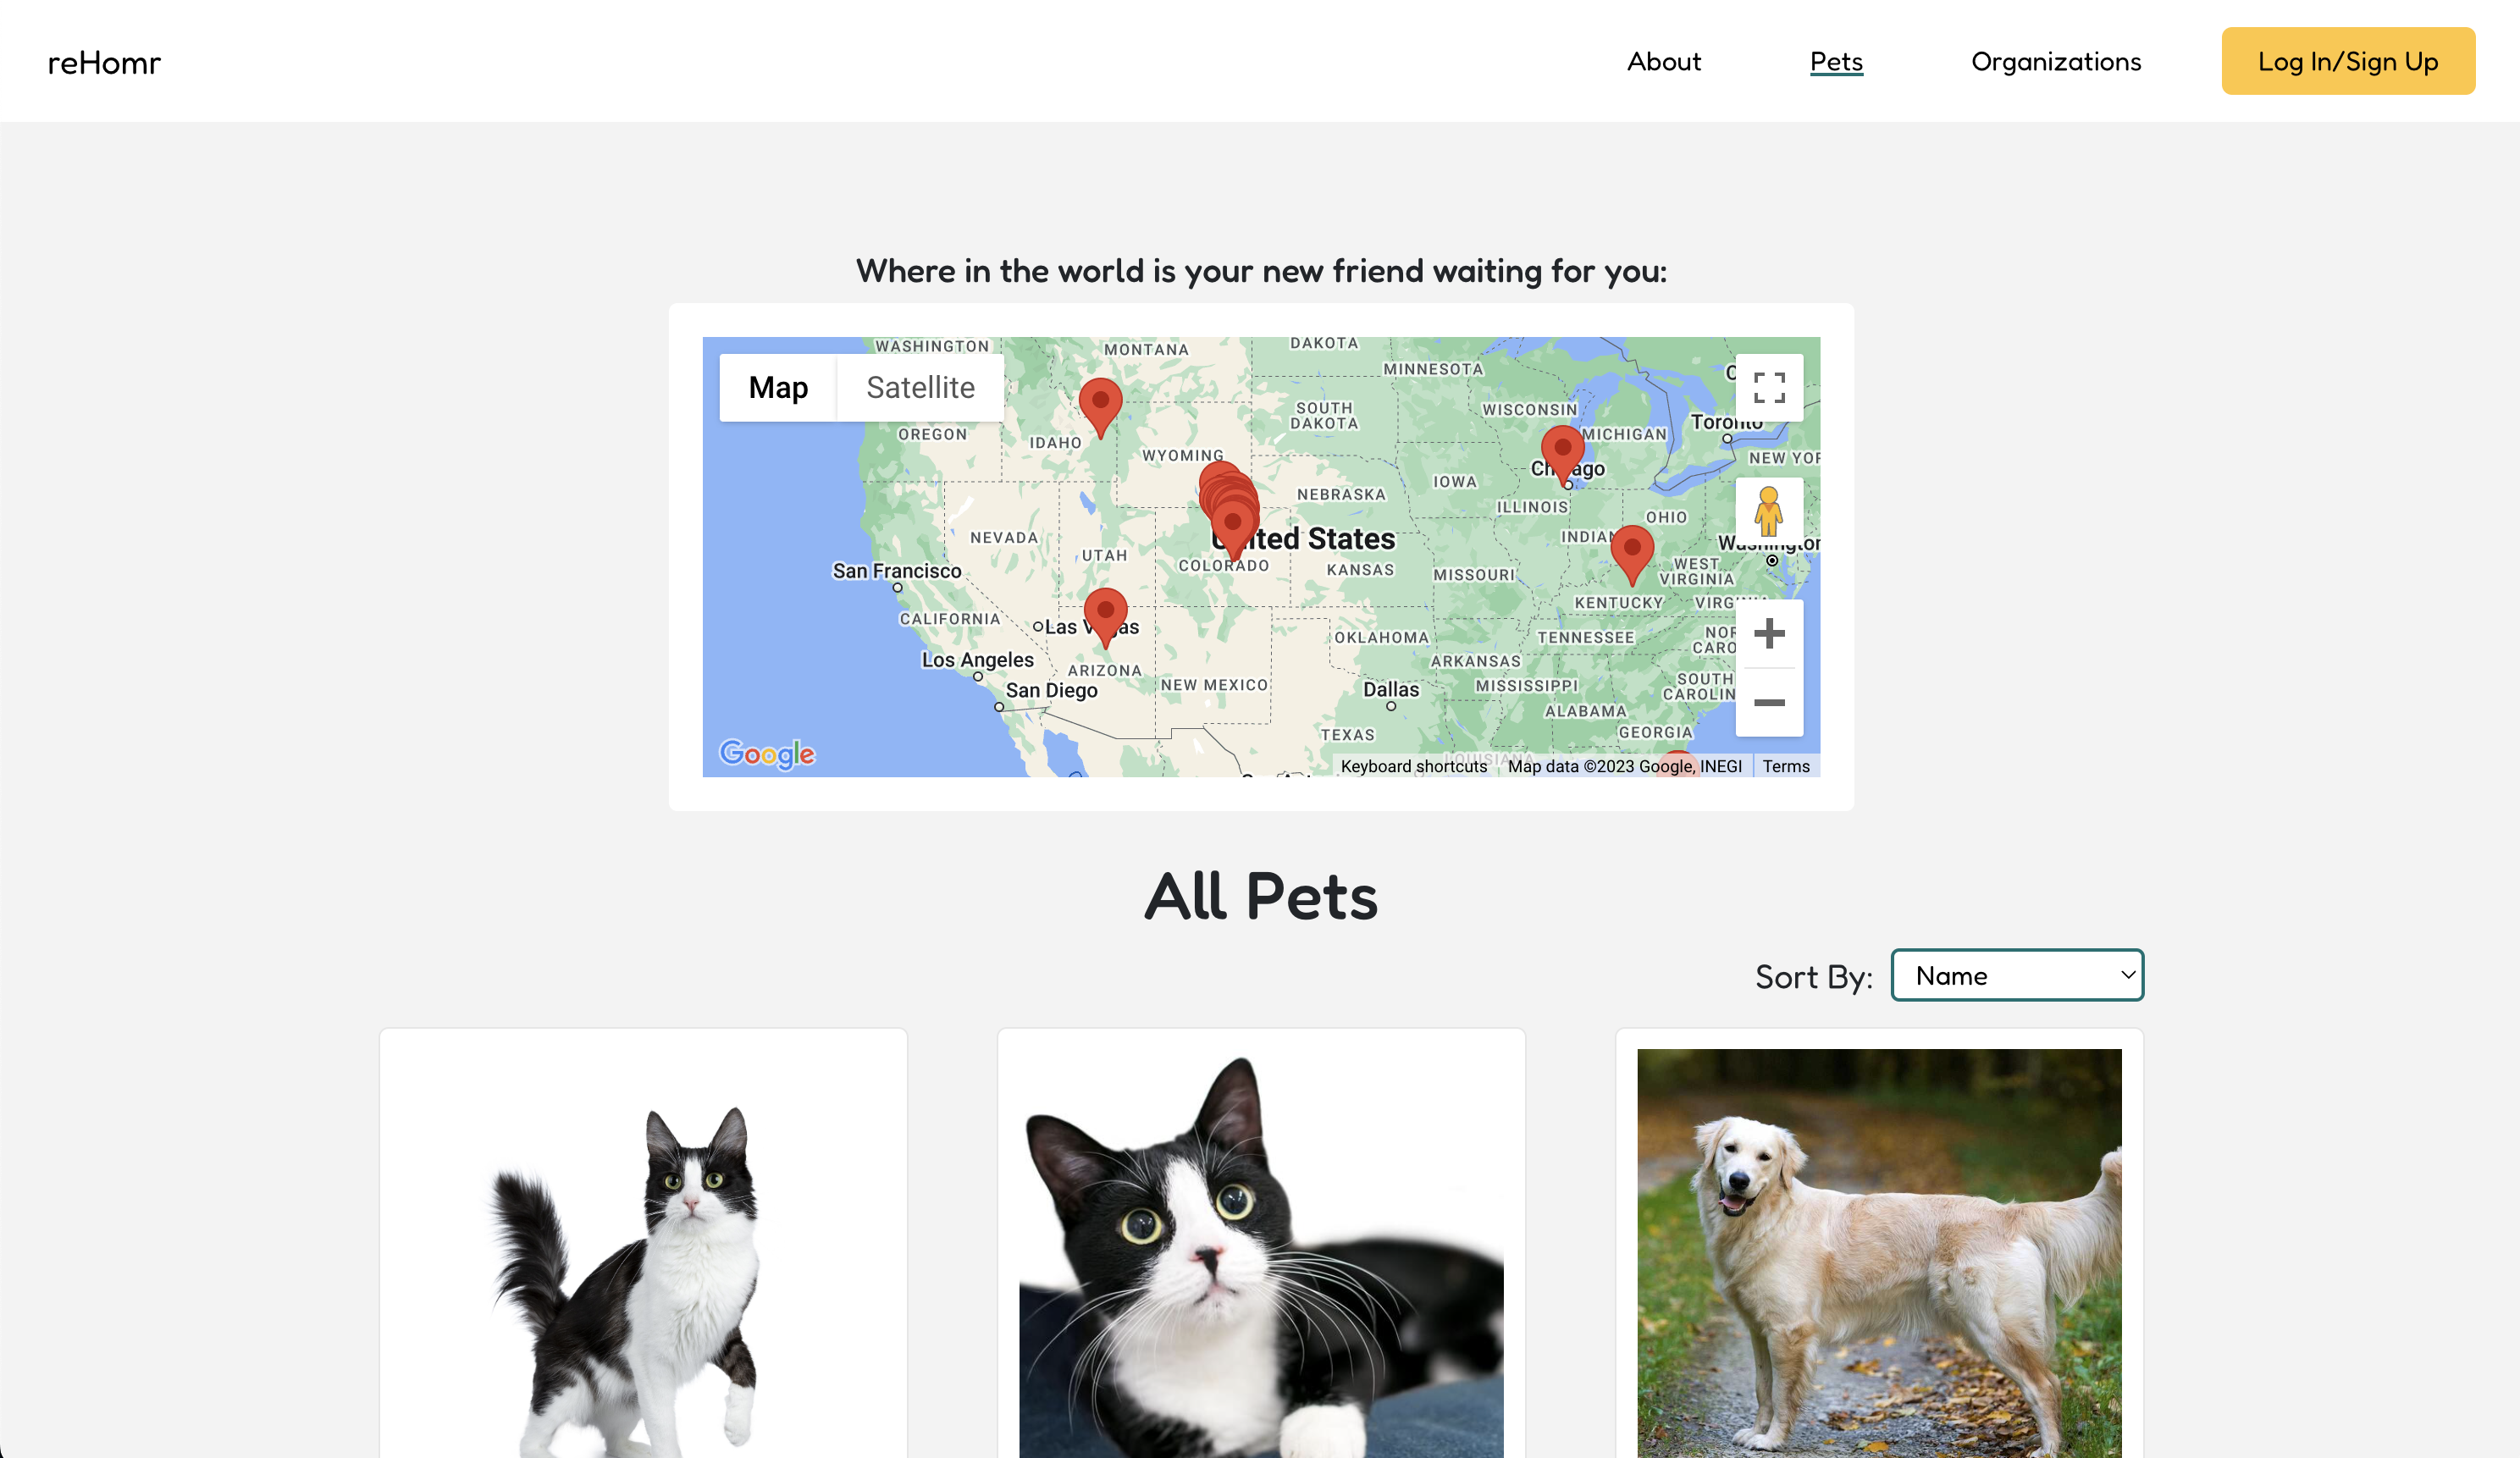 reHomr
About
Pets
Organizations
Log In/Sign Up
Where in the world is your new friend waiting for you:
Map
Satellite
WASHINGTON
MONTANA
DAKOTA
MINNESOTA
OREGON
IDAHO
SOUTH
DAKOTA
WISCONSIN
MICHIGAN
Toronto
WYOMING
NEW YOR
IOWA
NEBRASKA
ILLINOIS
OHIO
NEVADA
UTAH
United States
COLORADO
KANSAS
MISSOURI
WEST
VIRGINIA
San Francisco
KENTUCKY
CALIFORNIA
Las Vegas
OKLAHOMA
TENNESSEE
NOR
CARO
Los Angeles
ARIZONA
ARKANSAS
San Diego
NEW MEXICO
Dallas
MISSISSIPPI
SOUTH
CAROLIN
ALABAMA
TEXAS
GEORGIA
LOUISIANA
Google
Keyboard shortcuts
Map data ©2023 Google, INEGI
Terms
All Pets
Sort By:
Name